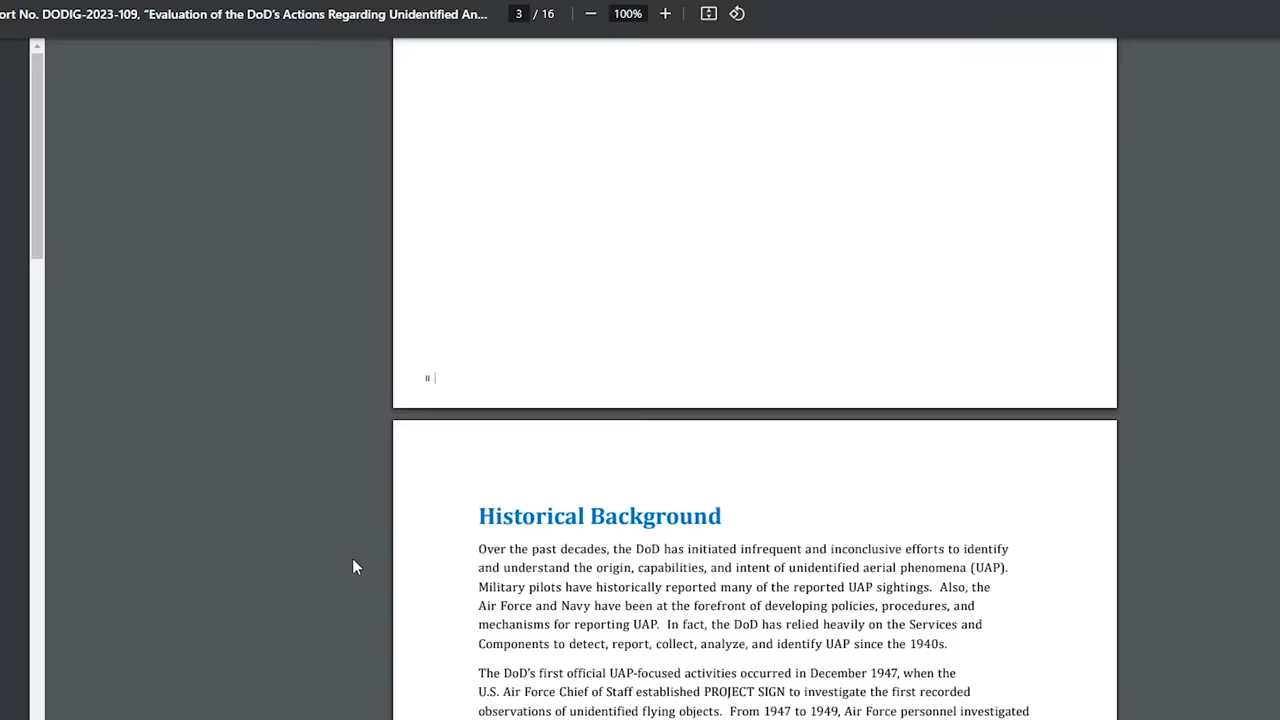 ort No. DODIG-2023-109, “Evaluation of the DoD’s Actions Regarding Unidentified An... 3 / 16 100%
ii |
Historical Background
Over the past decades, the DoD has initiated infrequent and inconclusive efforts to identify
and understand the origin, capabilities, and intent of unidentified aerial phenomena (UAP).
Military pilots have historically reported many of the reported UAP sightings. Also, the
Air Force and Navy have been at the forefront of developing policies, procedures, and
mechanisms for reporting UAP. In fact, the DoD has relied heavily on the Services and
Components to detect, report, collect, analyze, and identify UAP since the 1940s.
The DoD’s first official UAP-focused activities occurred in December 1947, when the
U.S. Air Force Chief of Staff established PROJECT SIGN to investigate the first recorded
observations of unidentified flying objects. From 1947 to 1949, Air Force personnel investigated